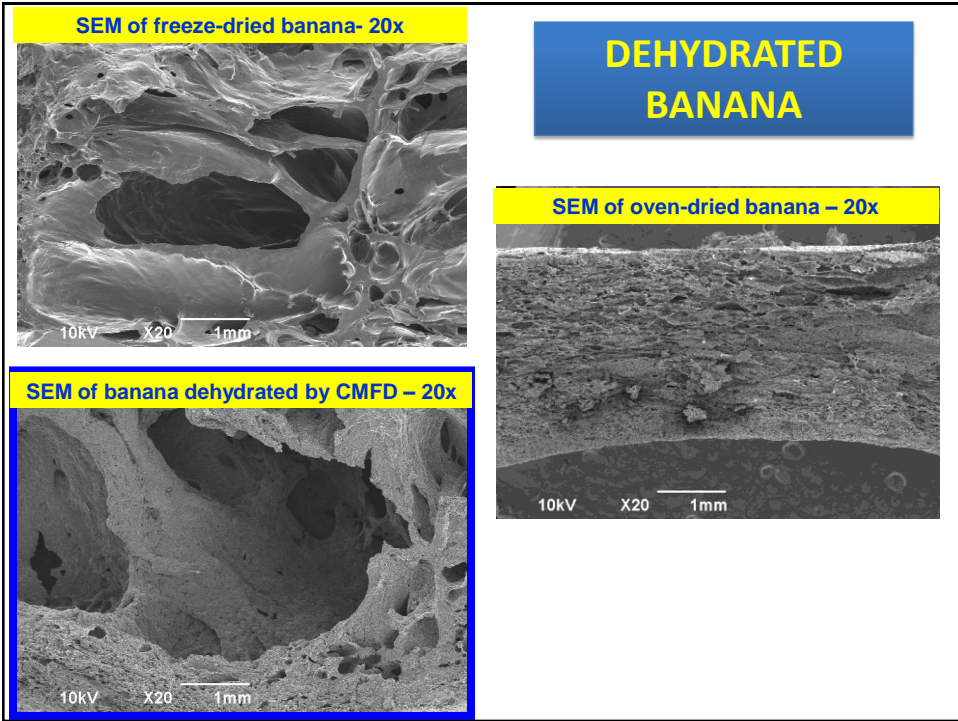 SEM of freeze-dried banana- 20x
10kV X20 1mm
DEHYDRATED
BANANA
SEM of oven-dried banana – 20x
10kV X20 1mm
SEM of banana dehydrated by CMFD – 20x
10kV X20 1mm